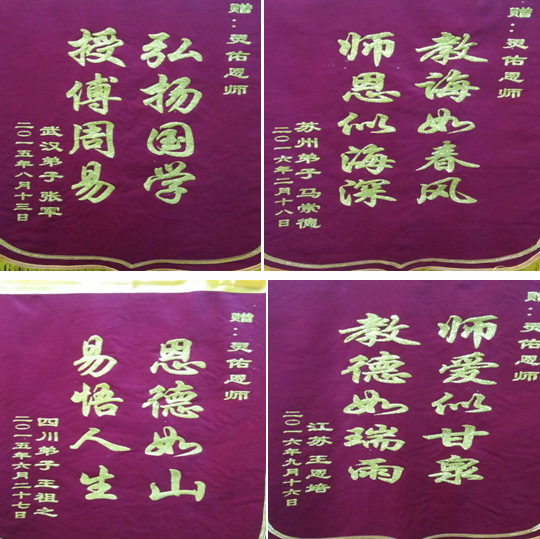 赠：灵佑恩师
弘扬国学
授傅周易
武汉弟子 张军
二〇一五年八月十三日
赠：灵佑恩师
教诲如春风
师恩似海深
苏州弟子 马崇德
二〇一六年二月十八日
赠：灵佑恩师
恩德如山
易悟人生
四川弟子 王祖之
二〇一五年六月二十七日
赠：灵佑恩师
师爱似甘泉
教德如瑞雨
江苏 王恩培
二〇一六年九月十六日